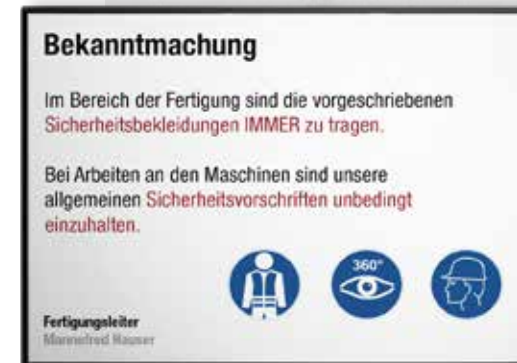 Bekanntmachung
Im Bereich der Fertigung sind die vorgeschriebenen
Sicherheitsbekleidungen IMMER zu tragen.
Bei Arbeiten an den Maschinen sind unsere
allgemeinen Sicherheitsvorschriften unbedingt
einzuhalten.
360°
Fertigungsleiter
Hauser